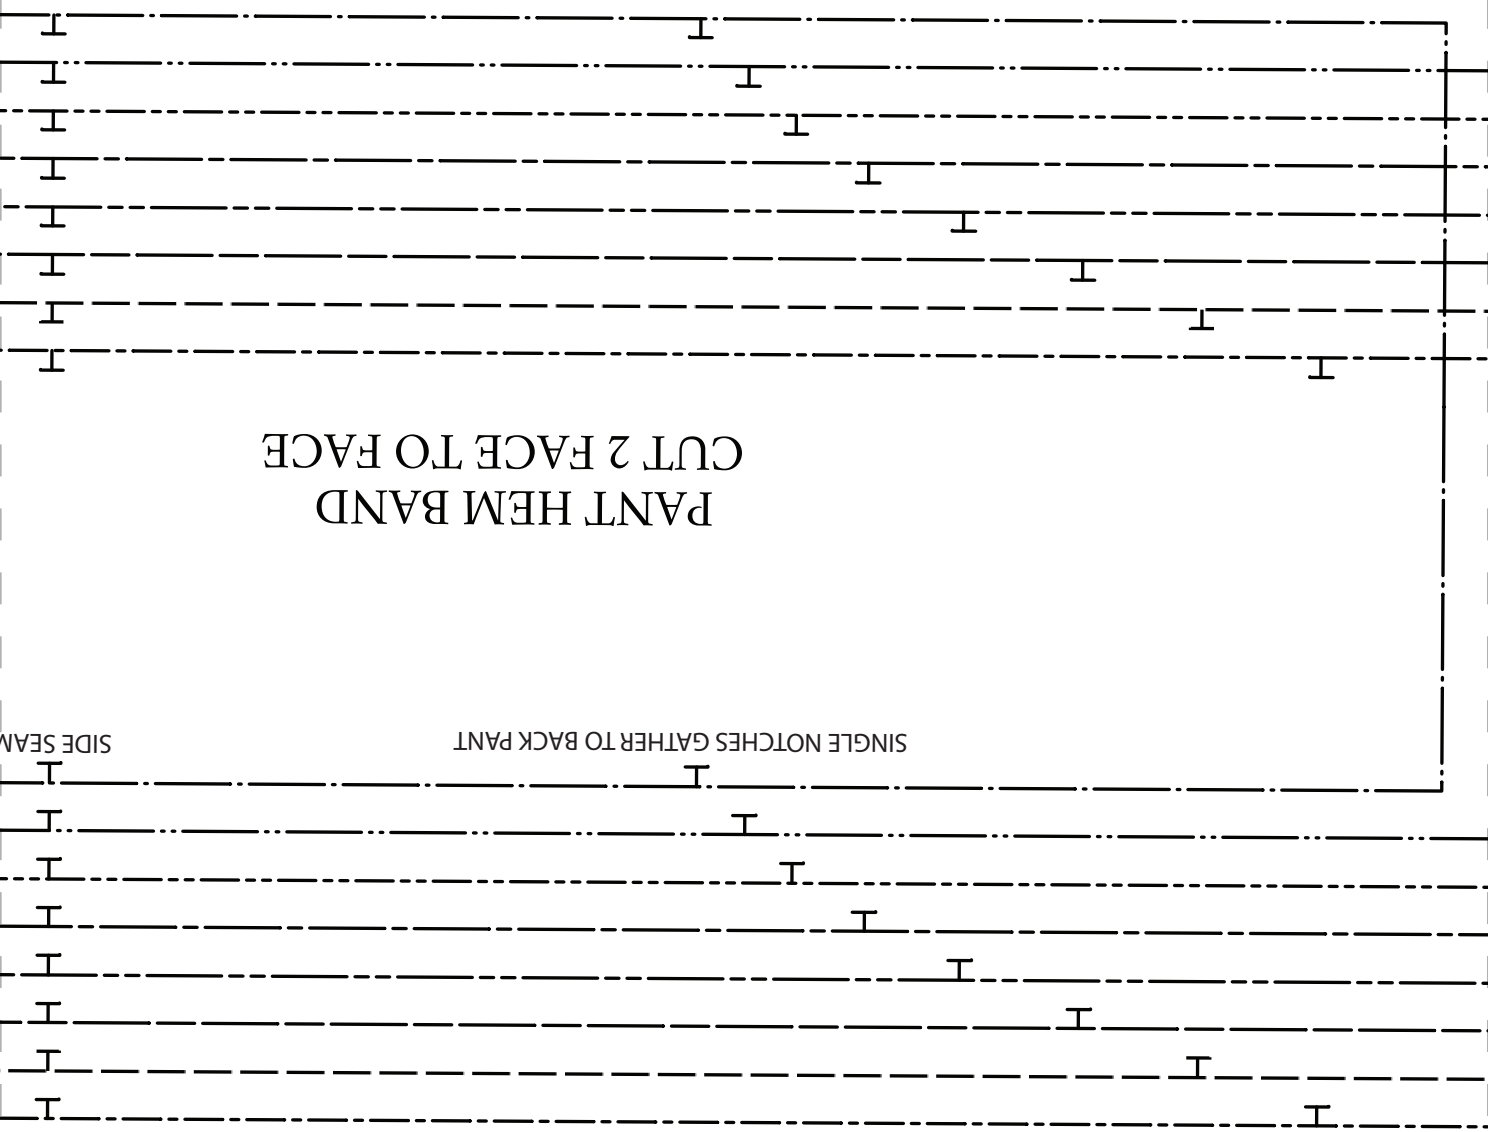 SINGLE NOTCHES GATHER TO BACK PANT
SIDE SEAM
PANT HEM BAND
CUT 2 FACE TO FACE